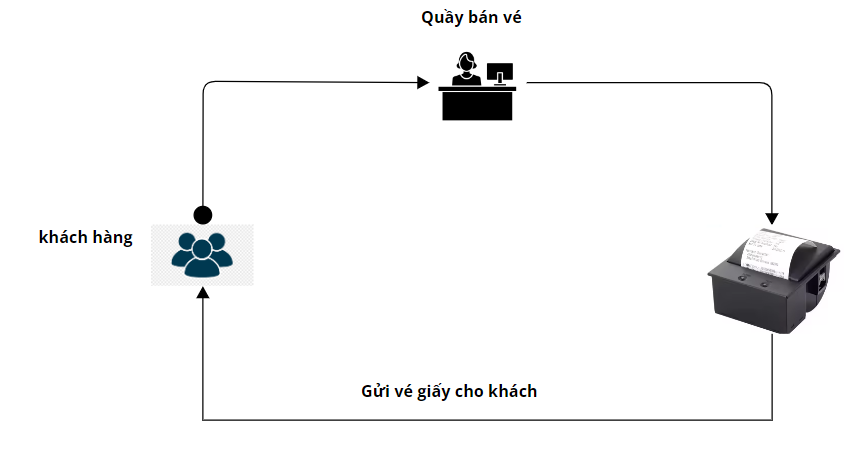 Quầy bán vé
khách hàng
Gửi vé giấy cho khách